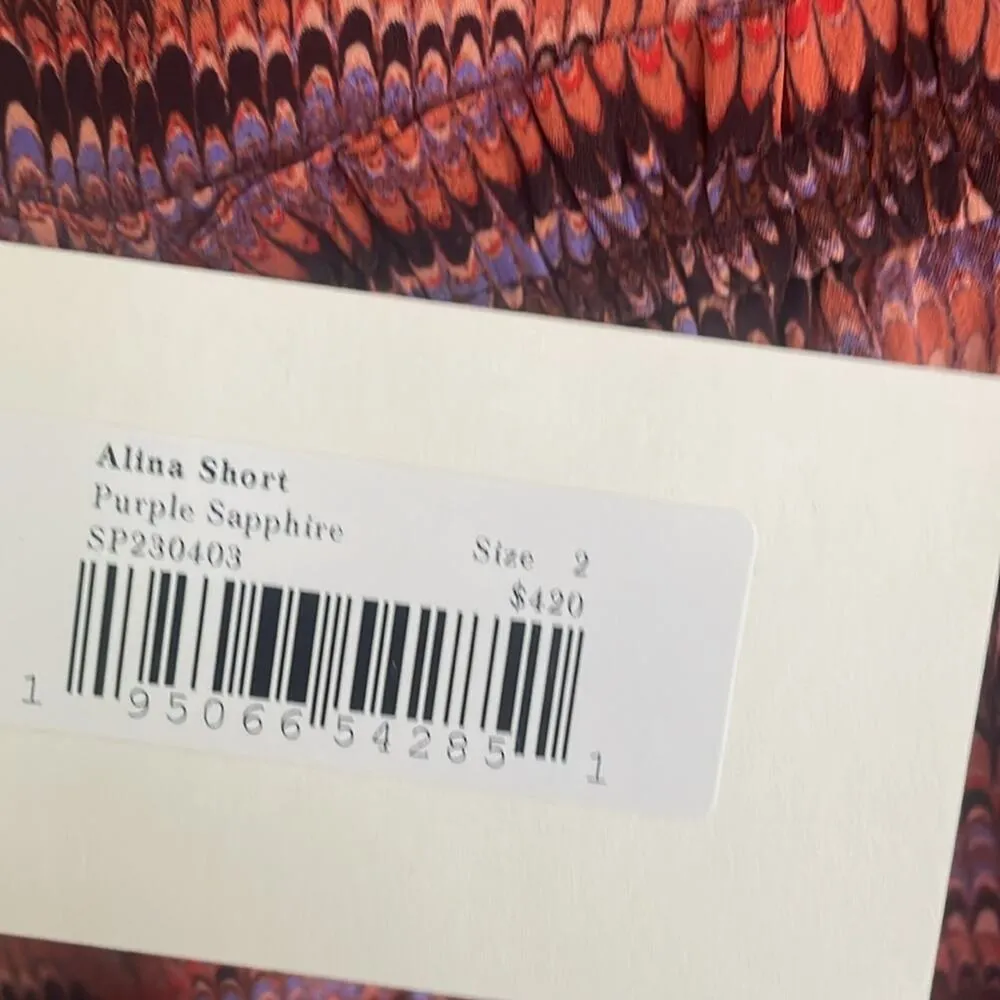 Alina Short
Purple Sapphire
SP230403
Size 2
$420
1 95066 54285 1